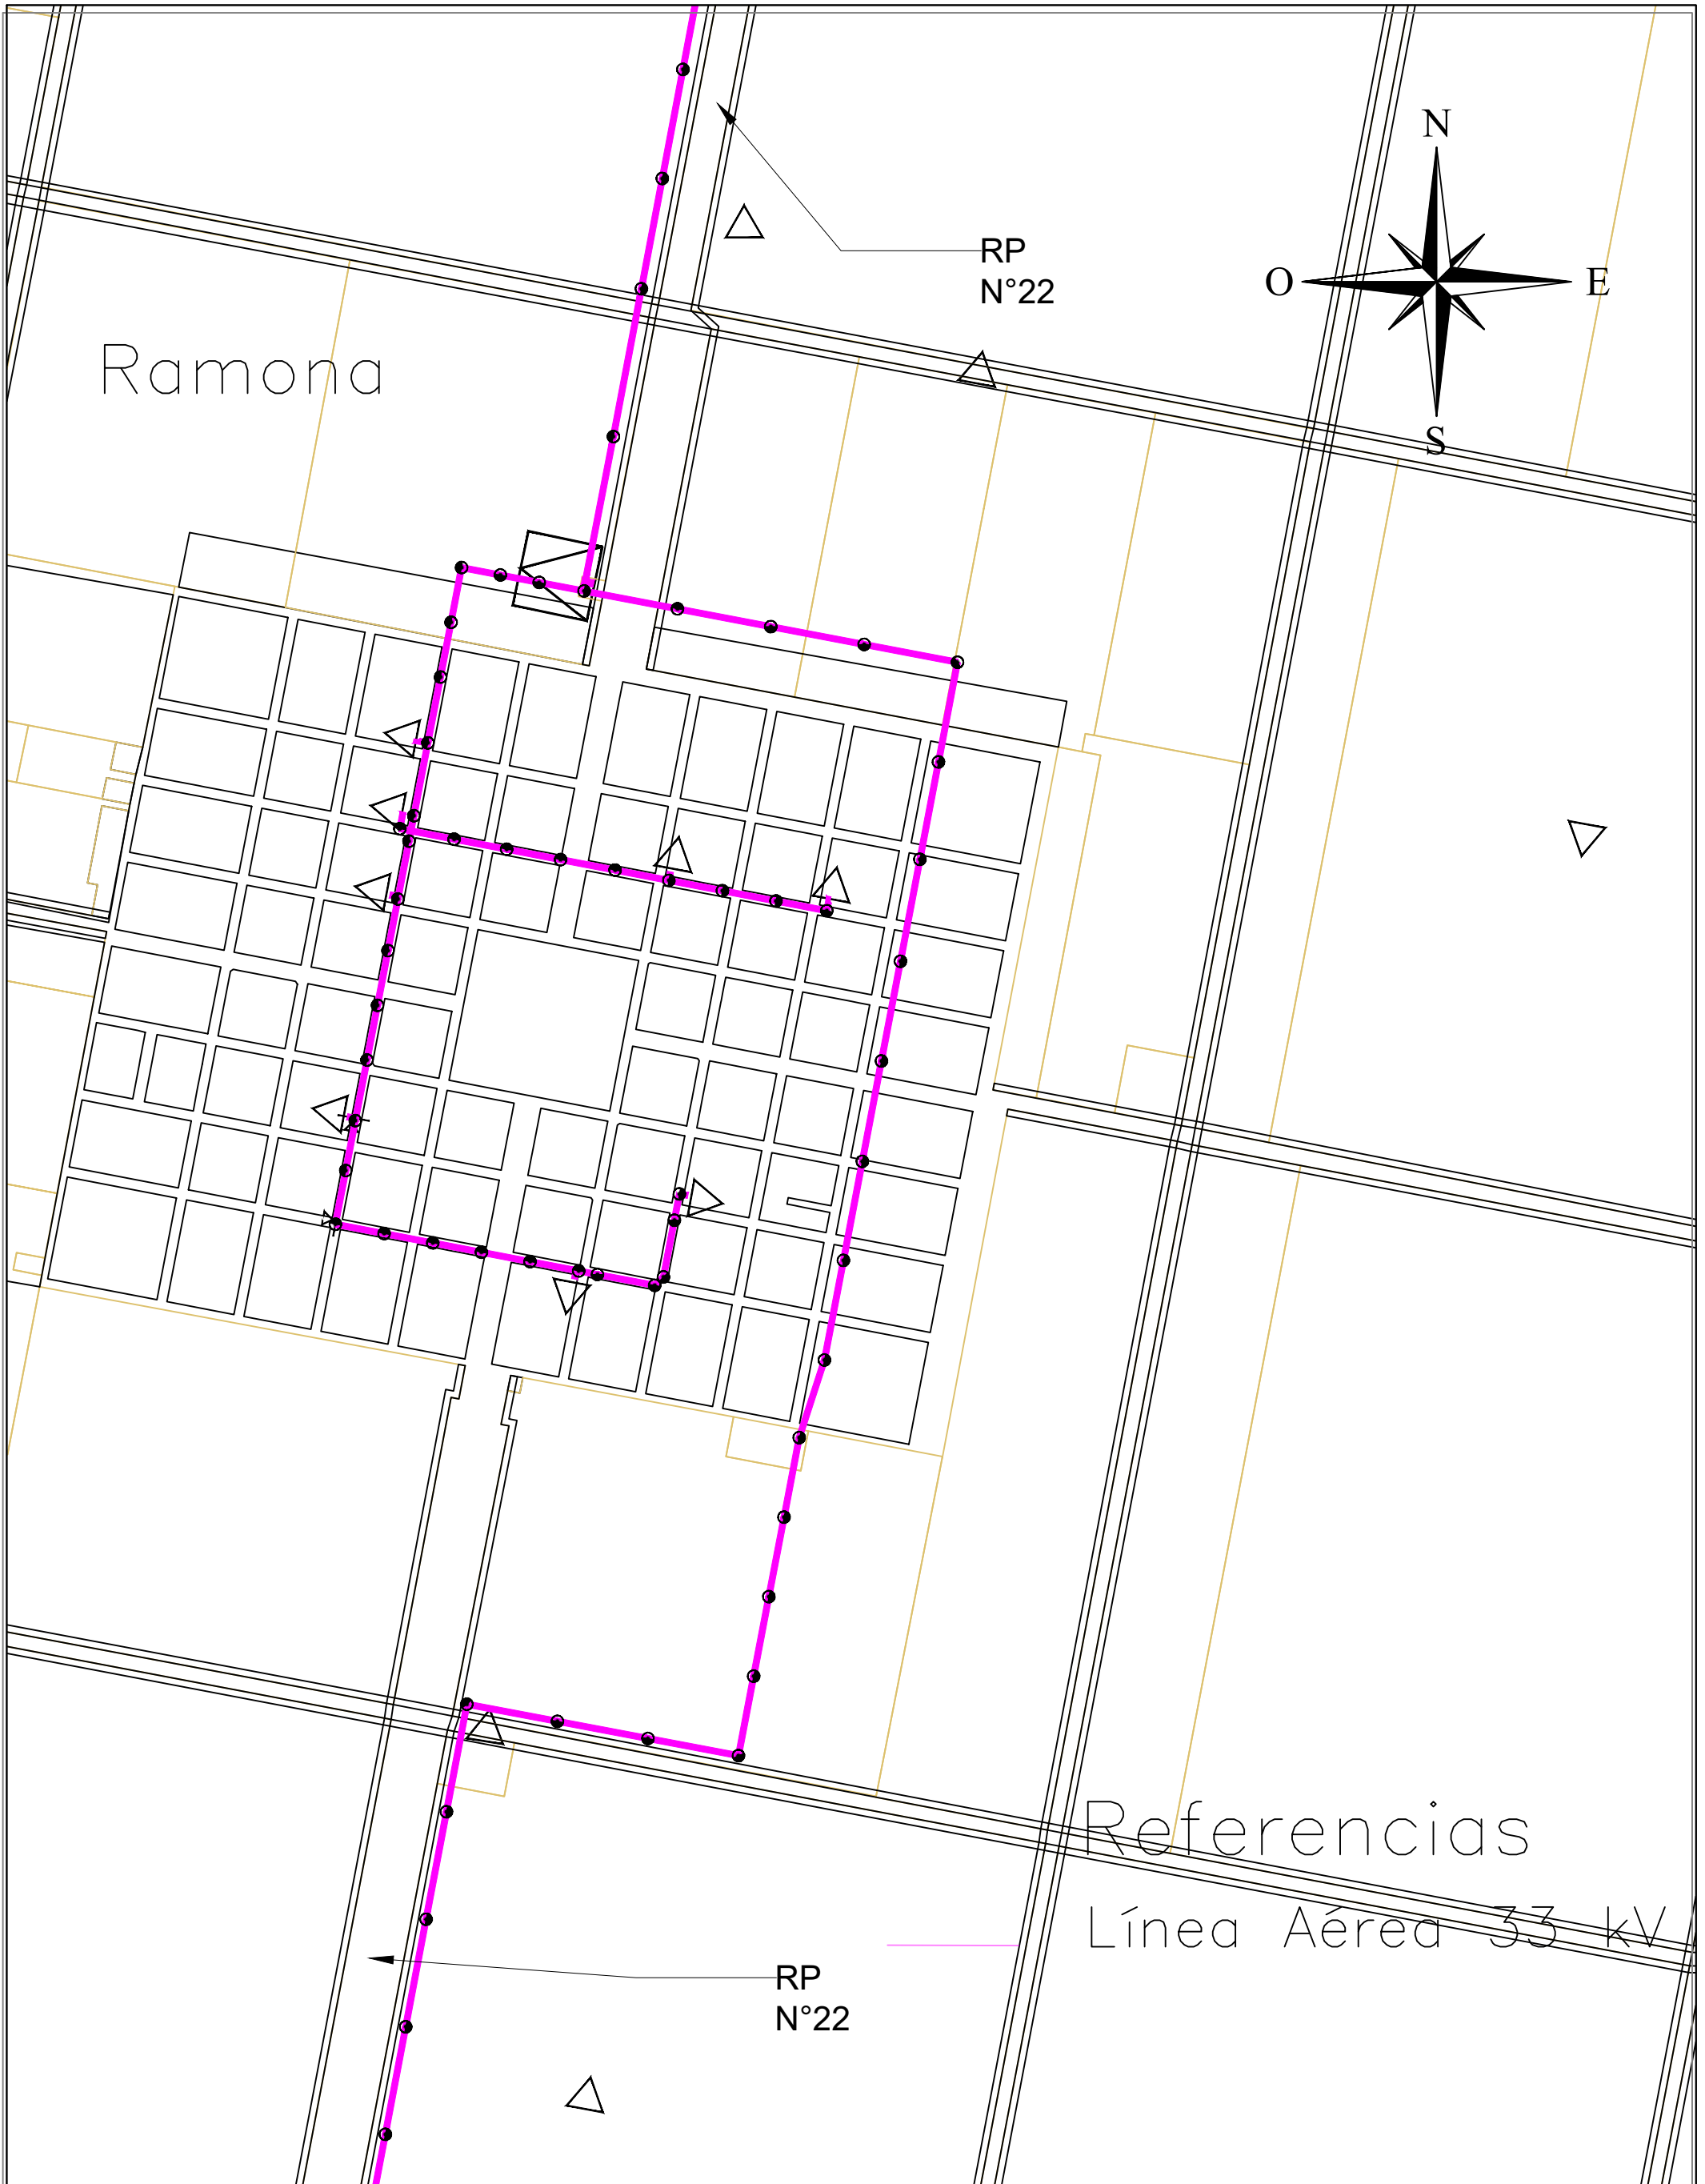 N
RP
N°22
O
E
Ramona
S
Referencias
Línea Aérea 33 kV
RP
N°22